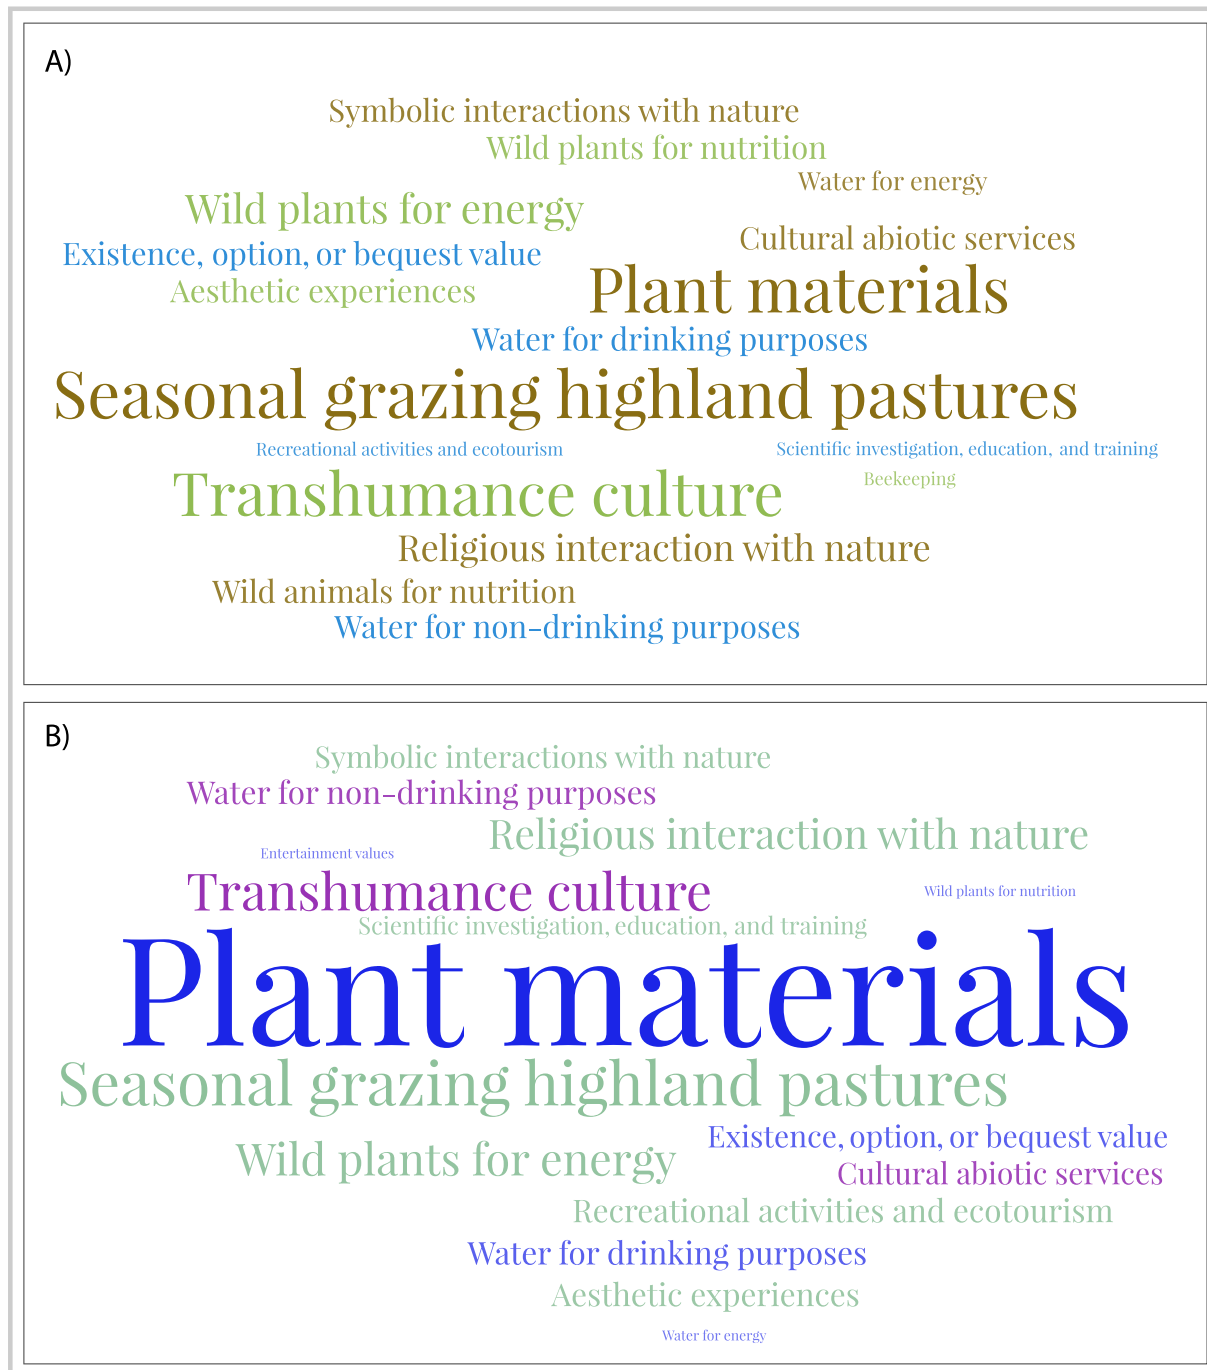 A)
Symbolic interactions with nature
Wild plants for nutrition
Water for energy
Wild plants for energy
Cultural abiotic services
Existence, option, or bequest value
Aesthetic experiences
Plant materials
Water for drinking purposes
Seasonal grazing highland pastures
Recreational activities and ecotourism
Scientific investigation, education, and training
Transhumance culture
Beekeeping
Religious interaction with nature
Wild animals for nutrition
Water for non-drinking purposes
B)
Symbolic interactions with nature
Water for non-drinking purposes
Religious interaction with nature
Entertainment values
Transhumance culture
Wild plants for nutrition
Scientific investigation, education, and training
Plant materials
Seasonal grazing highland pastures
Existence, option, or bequest value
Wild plants for energy
Cultural abiotic services
Recreational activities and ecotourism
Water for drinking purposes
Aesthetic experiences
Water for energy